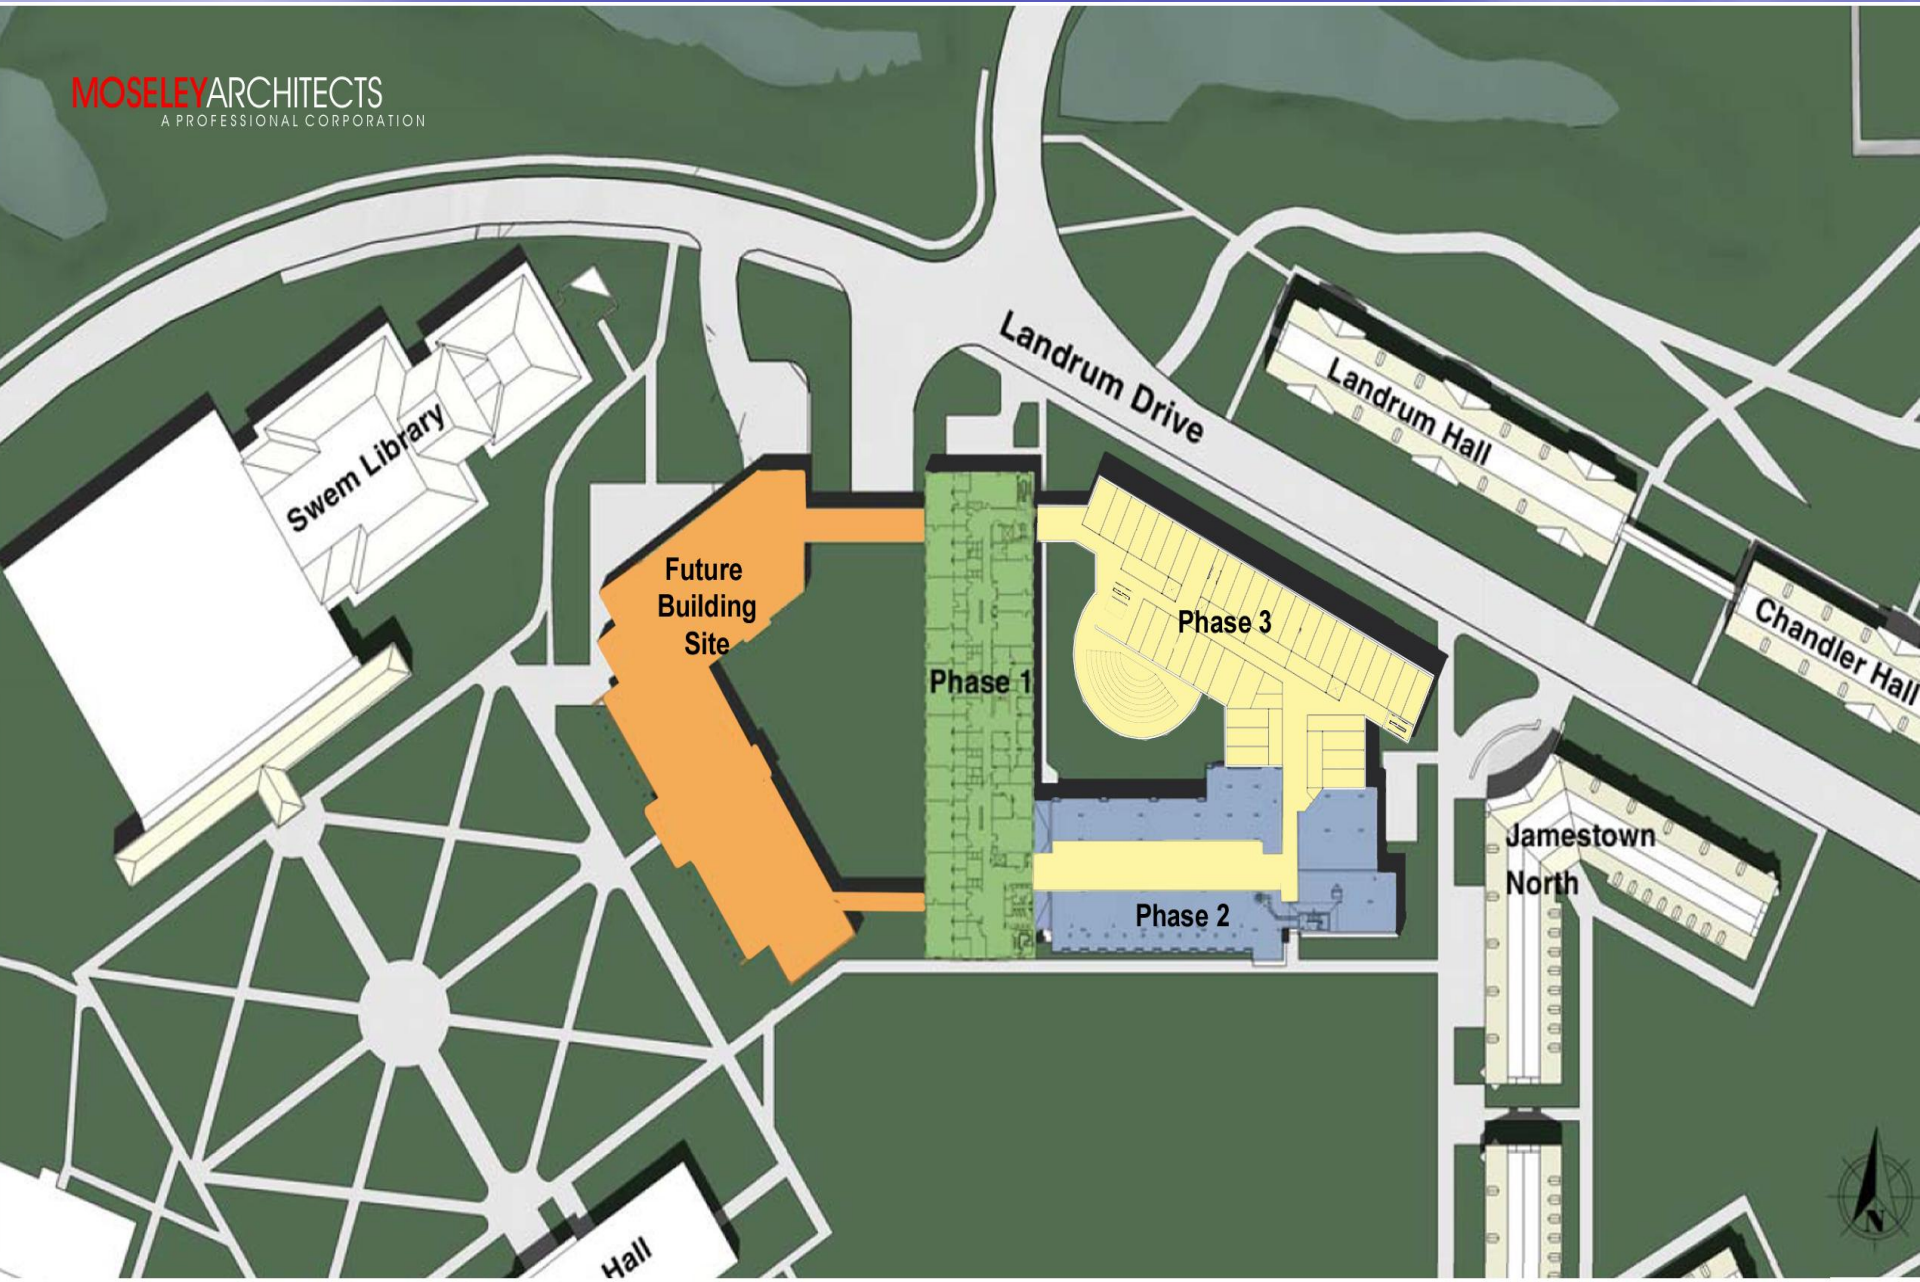 MOSELEYARCHITECTS
A PROFESSIONAL CORPORATION
Landrum Drive
Landrum Hall
Swem Library
Future
Building
Site
Phase 3
Chandler Hall
Phase 1
Jamestown
North
Phase 2
Hall
N